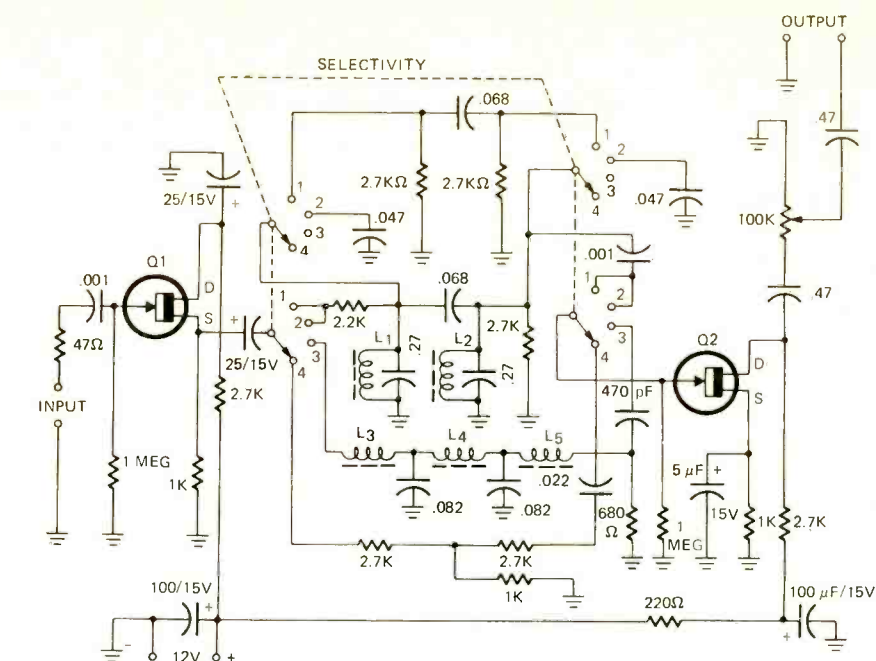 OUTPUT
SELECTIVITY
.068
.47
1
2
3
4
2.7KΩ
2.7KΩ
.047
25/15V
+
1
2
3
4
.047
100K
Q1
.001
D
S
47Ω
INPUT
+
25/15V
1
2
3
4
2.2K
.068
2.7K
.001
1
2
3
4
.47
L1
.27
L2
.27
Q2
D
S
2.7K
470 pF
L3
L4
L5
1 MEG
1K
.082
.082
.022
680
Ω
1
MEG
5 µF +
15V
1K
2.7K
2.7K
2.7K
1K
100/15V
+
220Ω
100 µF/15V
+
-
12V
+